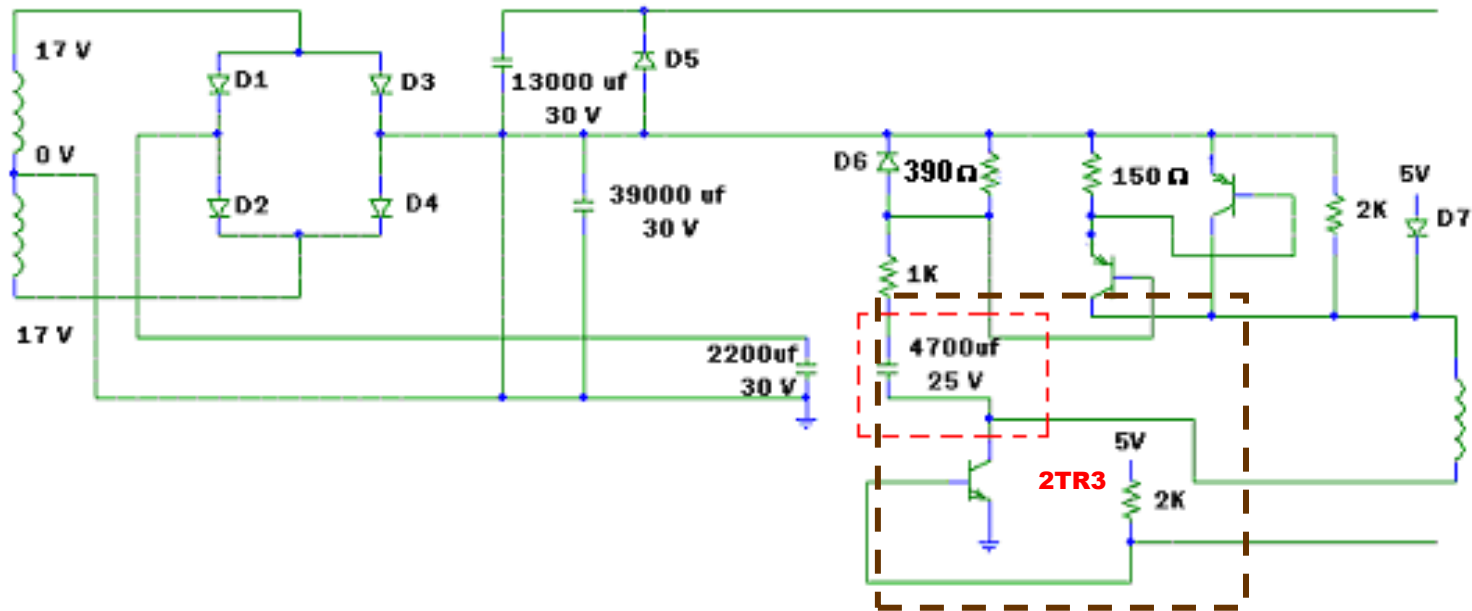 17 V
D1
D3
D5
13000 uf
30 V
0 V
D2
D4
39000 uf
30 V
D6
390Ω
150 Ω
5V
2K
D7
1K
17 V
2200uf
30 V
4700uf
25 V
5V
2TR3
2K